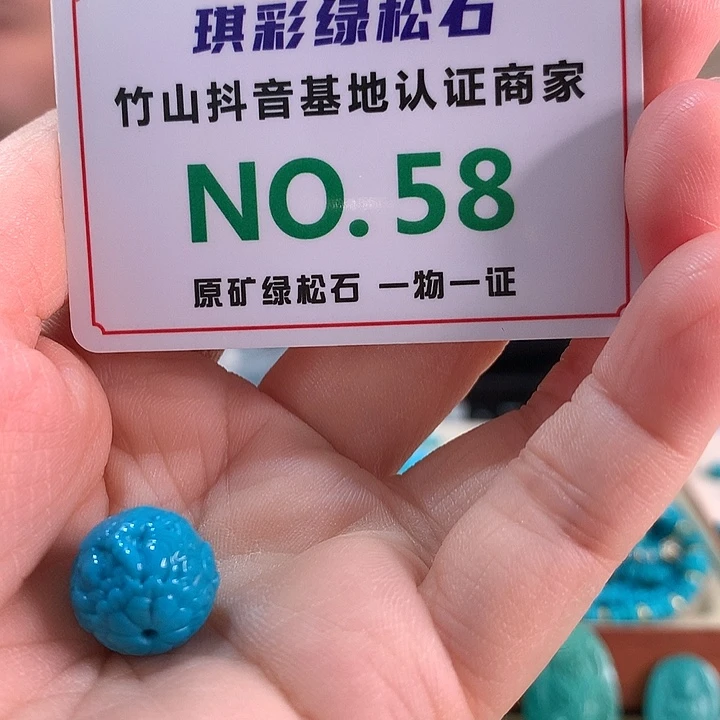 琪彩绿松石
竹山抖音基地认证商家
NO.58
原矿绿松石 一物一证